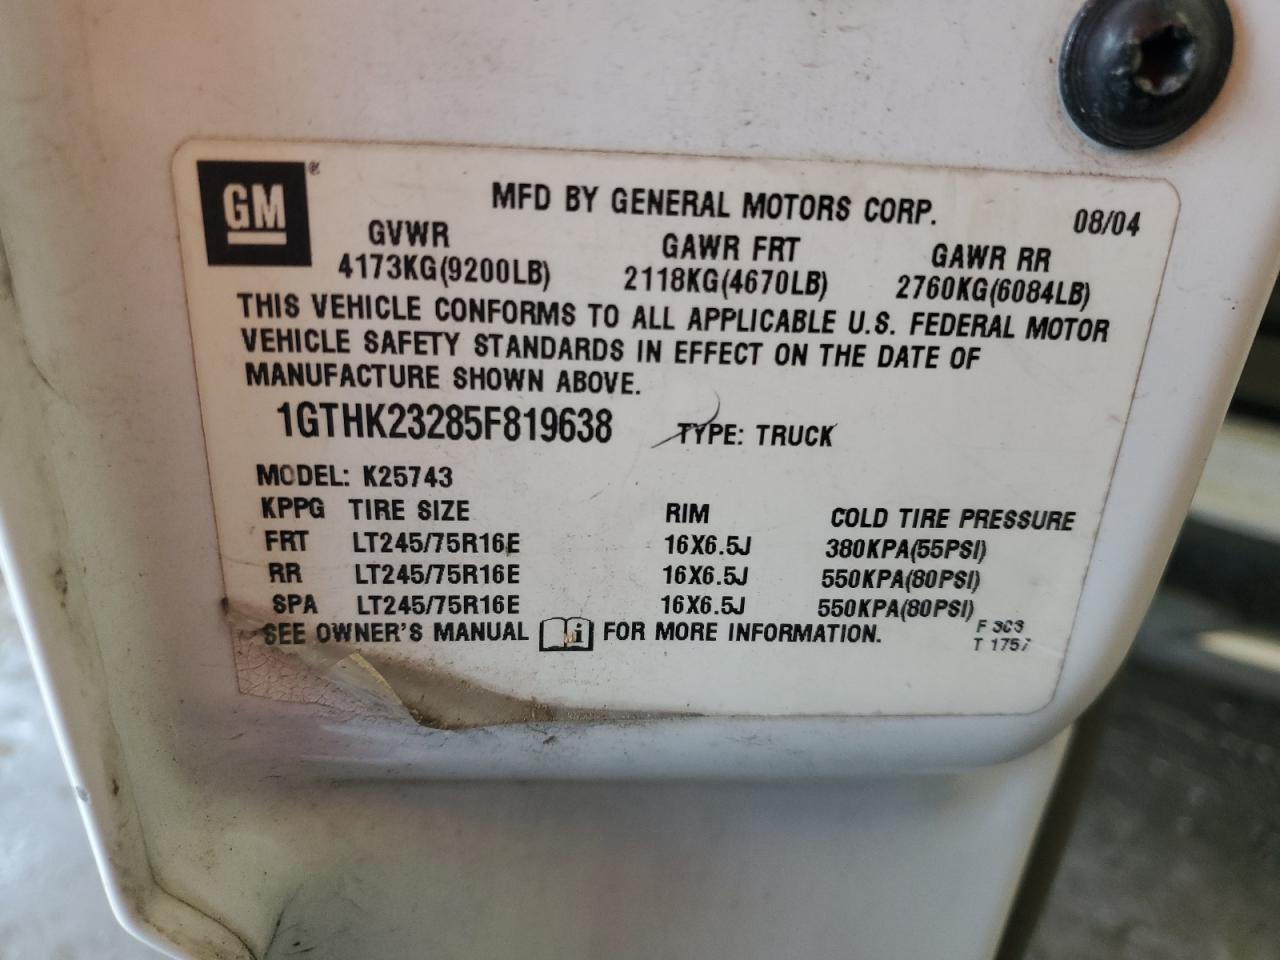 GM
®
MFD BY GENERAL MOTORS CORP. 08/04
GVWR GAWR FRT GAWR RR
4173KG(9200LB) 2118KG(4670LB) 2760KG(6084LB)
THIS VEHICLE CONFORMS TO ALL APPLICABLE U.S. FEDERAL MOTOR
VEHICLE SAFETY STANDARDS IN EFFECT ON THE DATE OF
MANUFACTURE SHOWN ABOVE.
1GTHK23285F819638 TYPE: TRUCK
MODEL: K25743
KPPG TIRE SIZE RIM COLD TIRE PRESSURE
FRT LT245/75R16E 16X6.5J 380KPA(55PSI)
RR LT245/75R16E 16X6.5J 550KPA(80PSI)
SPA LT245/75R16E 16X6.5J 550KPA(80PSI)
SEE OWNER'S MANUAL i FOR MORE INFORMATION.
F 3C3
T 1757